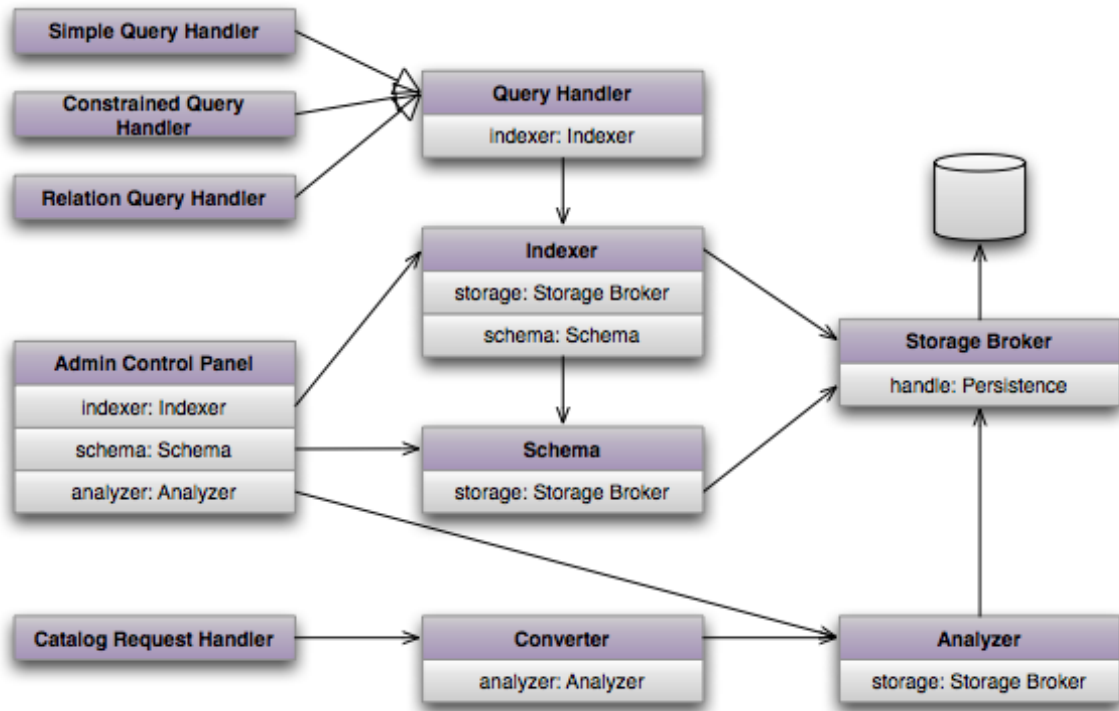 Simple Query Handler
Constrained Query
Handler
Relation Query Handler
Query Handler
indexer: Indexer
Indexer
storage: Storage Broker
schema: Schema
Admin Control Panel
indexer: Indexer
schema: Schema
analyzer: Analyzer
Schema
storage: Storage Broker
Storage Broker
handle: Persistence
Catalog Request Handler
Converter
analyzer: Analyzer
Analyzer
storage: Storage Broker